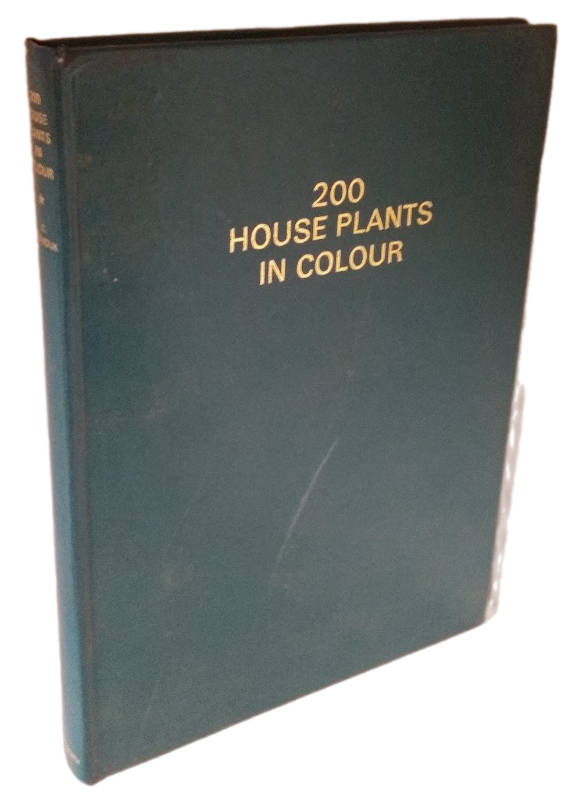 200
HOUSE PLANTS
IN COLOUR
200
HOUSE
PLANTS
IN
COLOUR